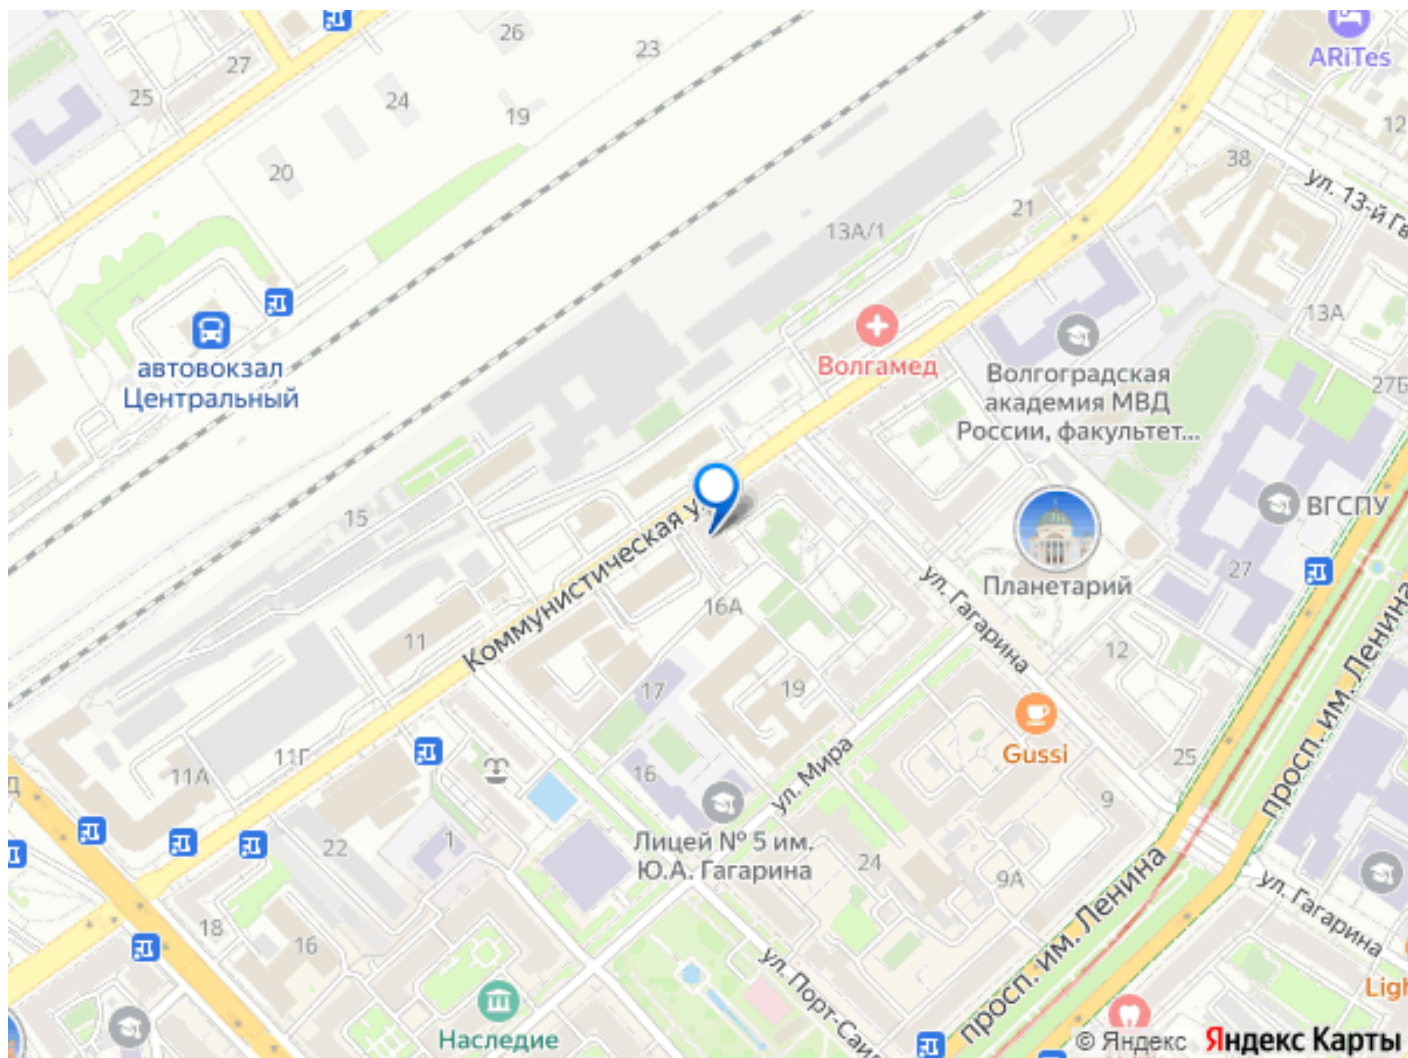 26
23
27
25
24
19
20
ARiTes
12
38
ул. 13-й Гв
21
13А/1
13А
автовокзал
Центральный
Волгамед
Волгоградская
академия МВД
России, факультет...
27Б
ВГСПУ
15
Коммунистическая у
Планетарий
27
16А
ул. Гагарина
11
12
17
19
просп. им. Ленина
Gussi
11Г
11А
Д
16
ул. Мира
25
9
Лицей № 5 им.
Ю.А. Гагарина
1
22
24
9А
ул. Гагарина
18
16
просп. им. Ленина
ул. Порт-Саид
Наследие
Ligh
© Яндекс Яндекс Карты